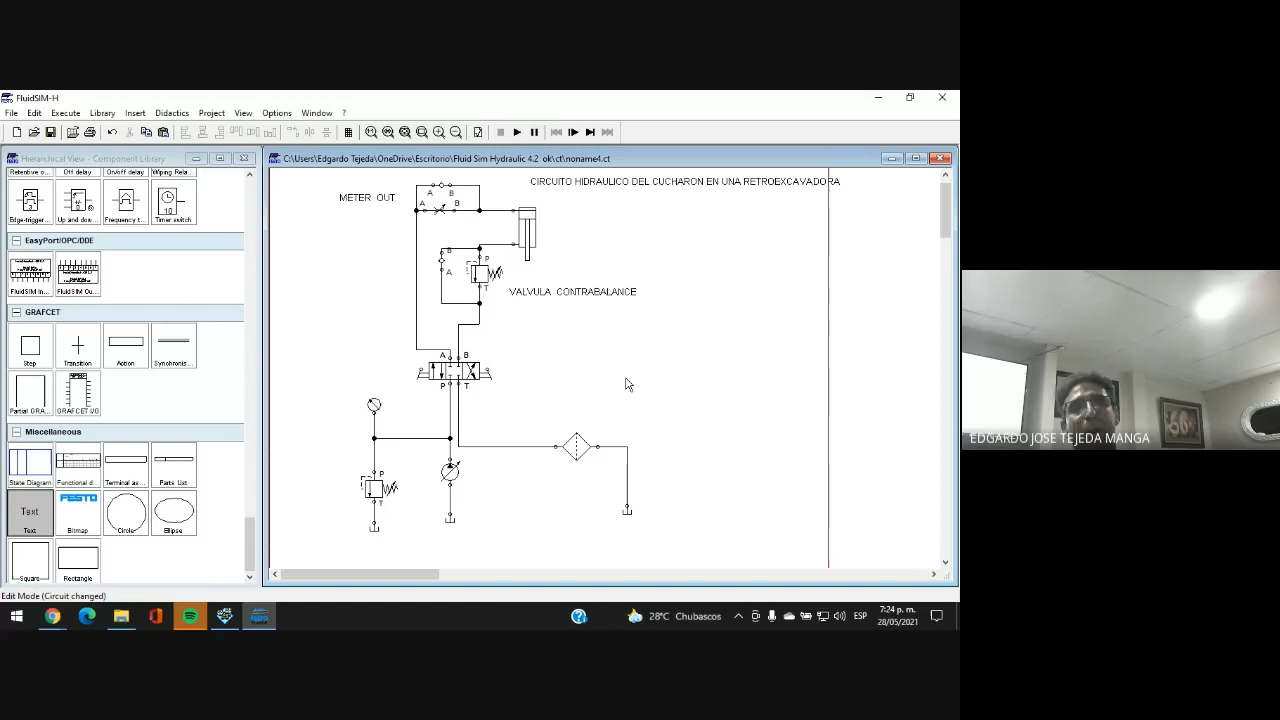 FluidSIM-H
File Edit Execute Library Insert Didactics Project View Options Window ?
Hierarchical View - Component Library
C:\Users\Edgardo Tejeda\OneDrive\Escritorio\Fluid Sim Hydraulic 4.2 ok\ct\noname4.ct
Retentive o... Off delay On/off delay Wiping Rela...
Edge-trigger... Up and dow... Frequency t... Timer switch
EasyPort/OPC/DDE
FluidSIM In... FluidSIM Ou...
GRAFCET
Step Transition Action Synchronis...
Partial GRA... GRAFCET I/O
Miscellaneous
State Diagram Functional d... Terminal as... Parts List
Text
FESTO
Text Bitmap Circle Ellipse
Square Rectangle
CIRCUITO HIDRAULICO DEL CUCHARON EN UNA RETROEXCAVADORA
METER OUT
A B
A B
B
P
A
T
VALVULA CONTRABALANCE
A B
P T
P
T
EDGARDO JOSE TEJEDA MANGA
Edit Mode (Circuit changed)
28°C Chubascos
ESP
7:24 p. m.
28/05/2021